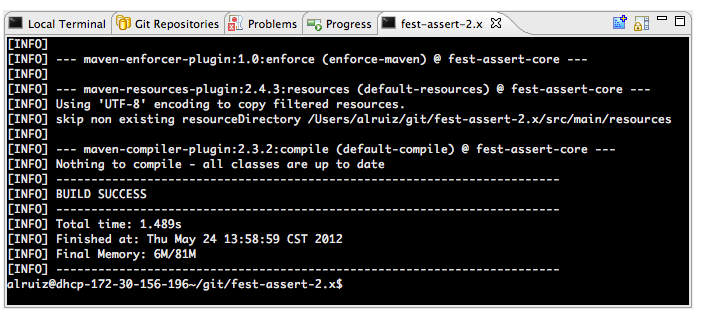 Local Terminal Git Repositories Problems Progress fest-assert-2.x
[INFO]
[INFO] --- maven-enforcer-plugin:1.0:enforce (enforce-maven) @ fest-assert-core ---
[INFO]
[INFO] --- maven-resources-plugin:2.4.3:resources (default-resources) @ fest-assert-core ---
[INFO] Using 'UTF-8' encoding to copy filtered resources.
[INFO] skip non existing resourceDirectory /Users/alruiz/git/fest-assert-2.x/src/main/resources
[INFO]
[INFO] --- maven-compiler-plugin:2.3.2:compile (default-compile) @ fest-assert-core ---
[INFO] Nothing to compile - all classes are up to date
[INFO] ------------------------------------------------------------------------
[INFO] BUILD SUCCESS
[INFO] ------------------------------------------------------------------------
[INFO] Total time: 1.489s
[INFO] Finished at: Thu May 24 13:58:59 CST 2012
[INFO] Final Memory: 6M/81M
[INFO] ------------------------------------------------------------------------
alruiz@dhcp-172-30-156-196~/git/fest-assert-2.x$